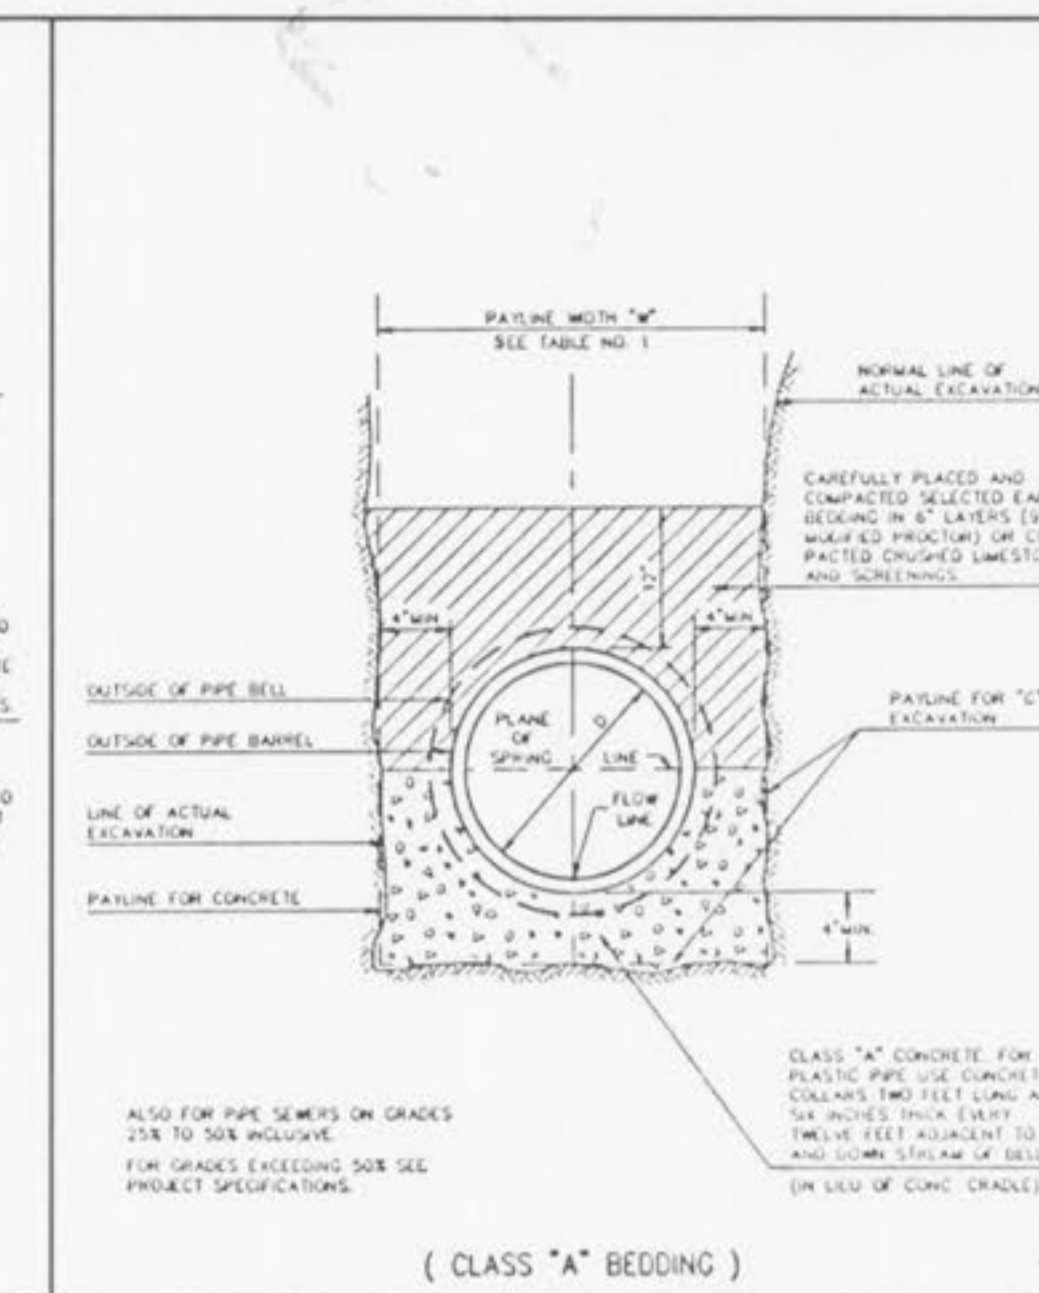 PAYLINE WIDTH "W"
SEE TABLE NO. 1
NORMAL LINE OF
ACTUAL EXCAVATION
CAREFULLY PLACED AND
COMPACTED SELECTED EA
BEDDING IN 6" LAYERS (9
MODIFIED PROCTOR) OR C
PACTED CRUSHED LIMESTO
AND SCREENINGS
12"
4" MIN
4" MIN
OUTSIDE OF PIPE BELL
OUTSIDE OF PIPE BARREL
PLANE
OF
SPRING LINE
D
FLOW
LINE
PAYLINE FOR "C"
EXCAVATION
LINE OF ACTUAL
EXCAVATION
PAYLINE FOR CONCRETE
4" MIN.
CLASS "A" CONCRETE. FOR
PLASTIC PIPE USE CONCRET
COLLARS TWO FEET LONG A
SIX INCHES THICK EVERY
TWELVE FEET ADJACENT TO
AND DOWN STREAM OF BELL
(IN LIEU OF CONC. CRADLE)
ALSO FOR PIPE SEWERS ON GRADES
25% TO 50% INCLUSIVE
FOR GRADES EXCEEDING 50% SEE
PROJECT SPECIFICATIONS.
( CLASS "A" BEDDING )